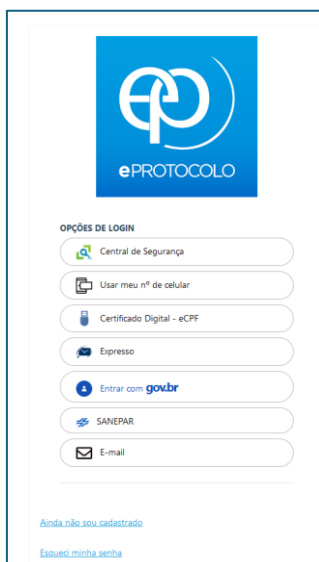 ep
ePROTOCOLO
OPÇÕES DE LOGIN
Central de Segurança
Usar meu nº de celular
Certificado Digital - eCPF
Expresso
Entrar com gov.br
SANEPAR
E-mail
Ainda não sou cadastrado
Esqueci minha senha